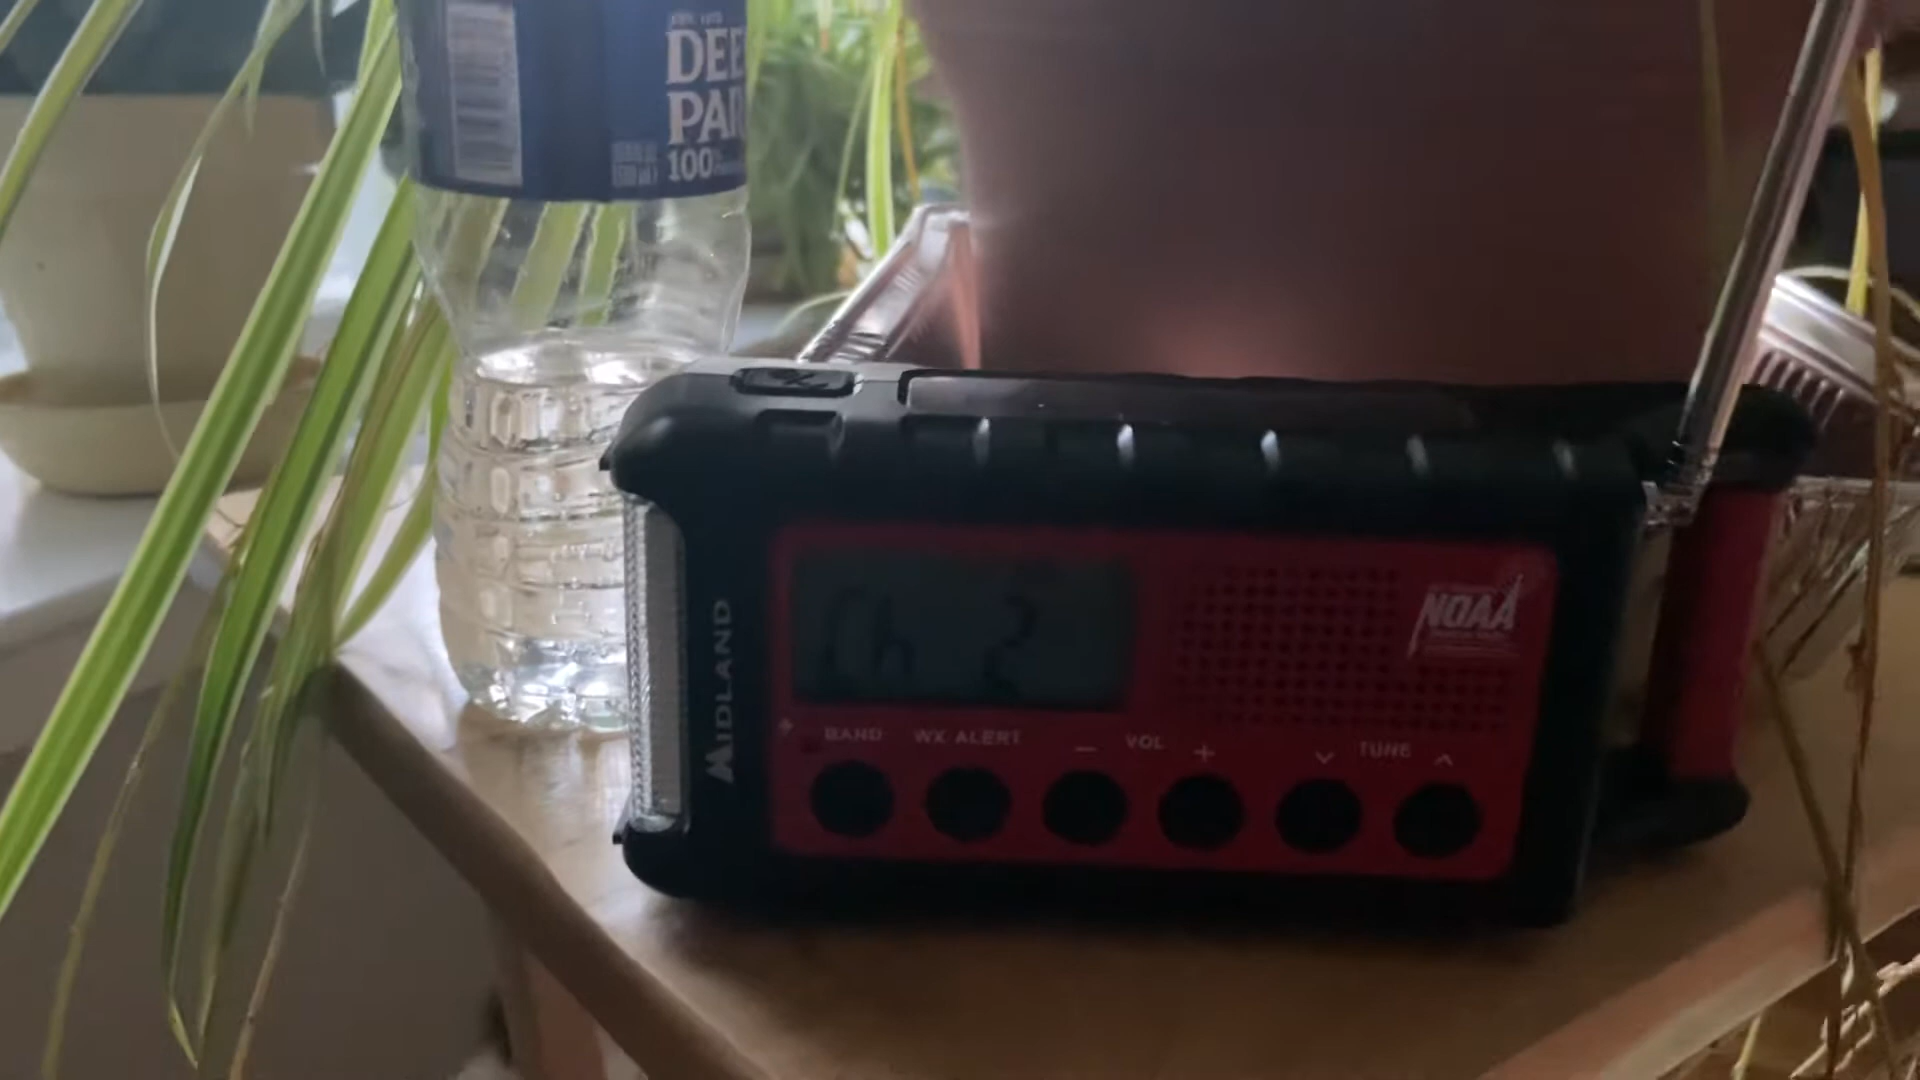 DEE
PAR
100%
MIDLAND
Ch 2
NOAA
BAND WX ALERT - VOL + TUNE